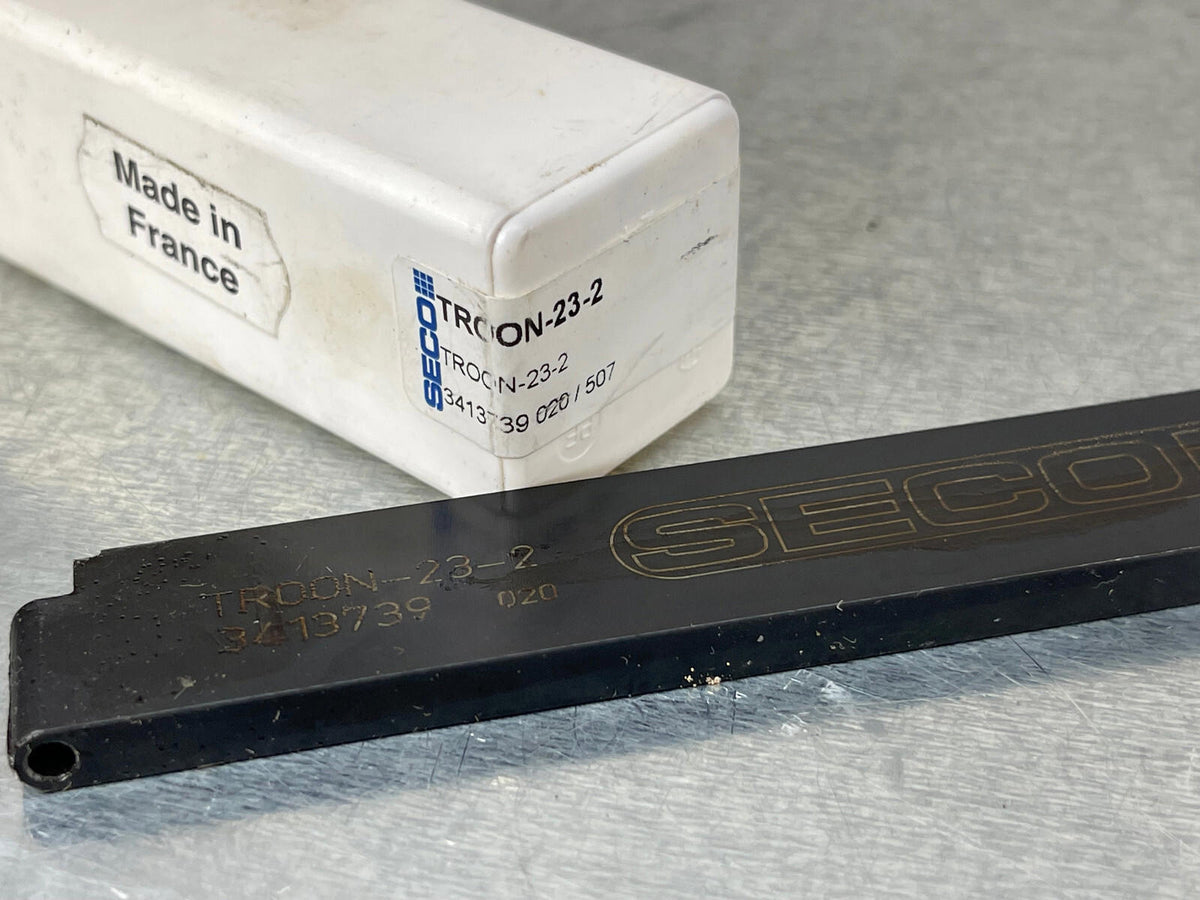 Made in
France
SECO
TROON-23-2
TROON-23-2
3413739 020 / 507
TROON-23-2
3413739 020
SECO